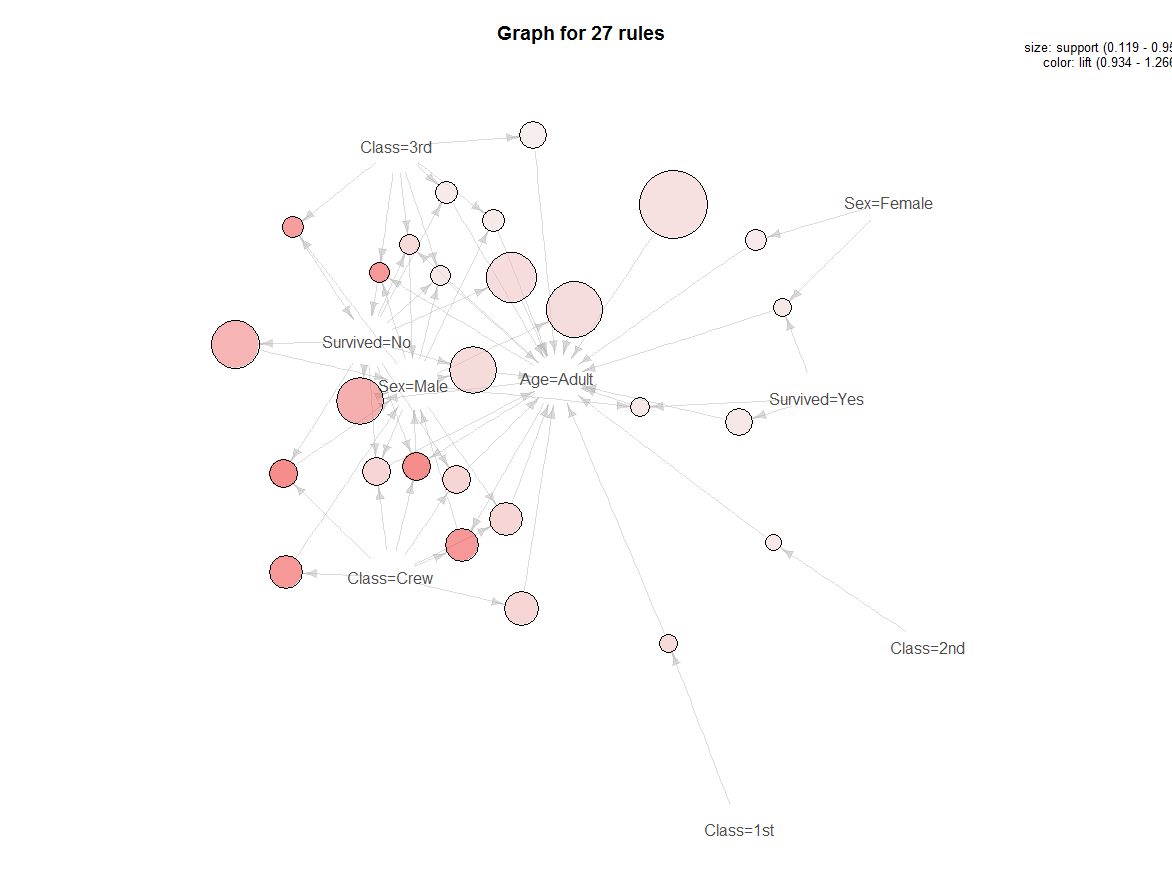 Graph for 27 rules
size: support (0.119 - 0.95
color: lift (0.934 - 1.266
Class=3rd
Sex=Female
Survived=No
Age=Adult
Sex=Male
Survived=Yes
Class=Crew
Class=2nd
Class=1st